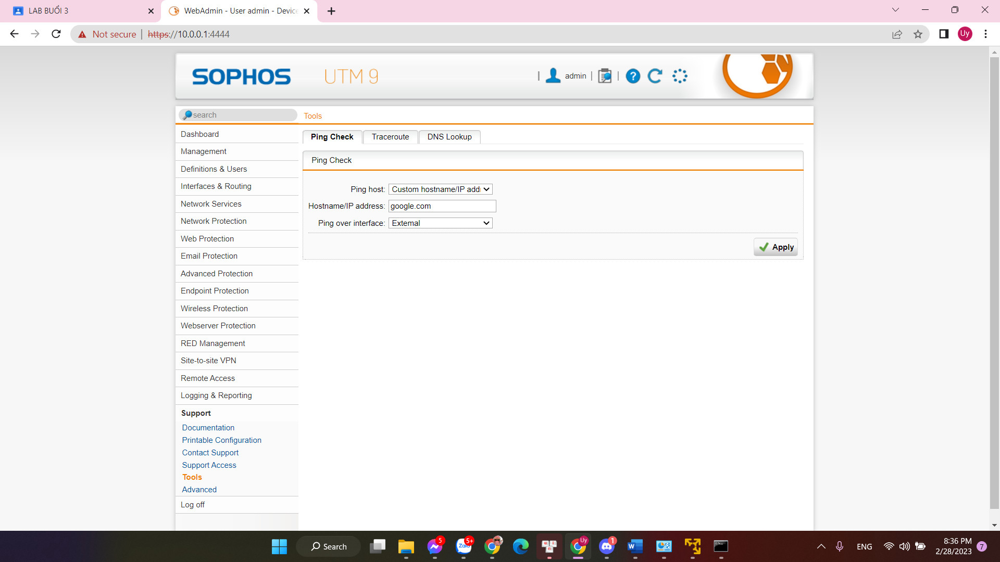 LAB BUỔI 3
WebAdmin - User admin - Device
Not secure
https://10.0.0.1:4444
Uy
SOPHOS
UTM 9
| admin | |
?
search
Tools
Dashboard
Management
Definitions & Users
Interfaces & Routing
Network Services
Network Protection
Web Protection
Email Protection
Advanced Protection
Endpoint Protection
Wireless Protection
Webserver Protection
RED Management
Site-to-site VPN
Remote Access
Logging & Reporting
Support
Documentation
Printable Configuration
Contact Support
Support Access
Tools
Advanced
Log off
Ping Check
Traceroute
DNS Lookup
Ping Check
Ping host: Custom hostname/IP add
Hostname/IP address: google.com
Ping over interface: External
Apply
Search
5
Zalo
5+
Uy
1
W
ENG
8:36 PM
2/28/2023
7